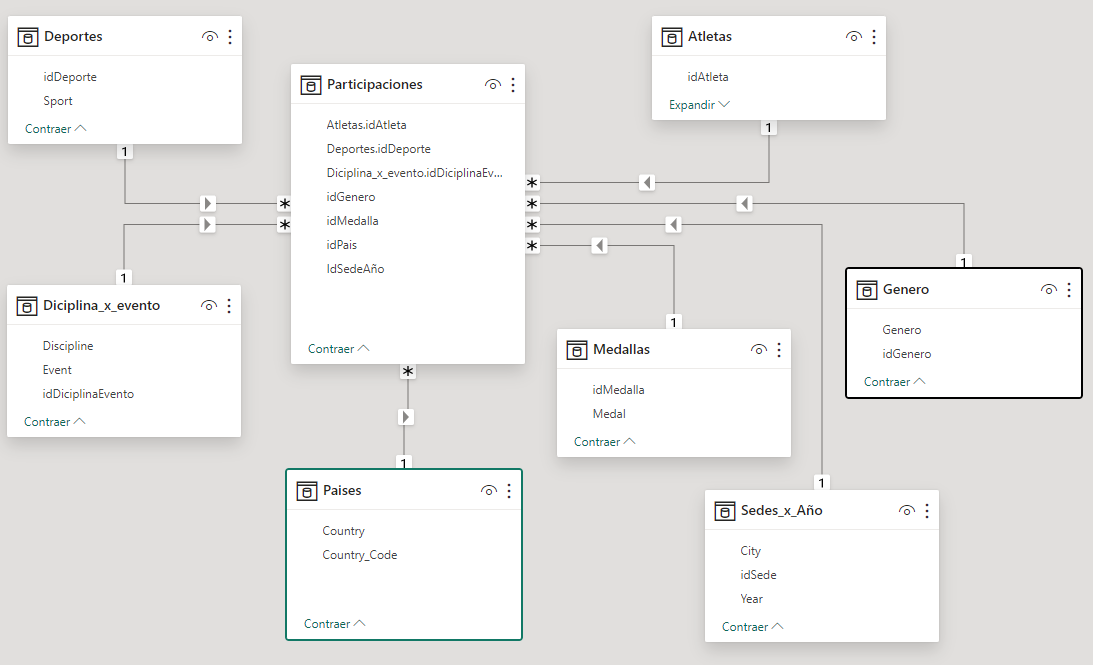 Deportes
idDeporte
Sport
Contraer
Participaciones
Atletas.idAtleta
Deportes.idDeporte
Diciplina_x_evento.idDiciplinaEv...
idGenero
idMedalla
idPais
IdSedeAño
Contraer
Atletas
idAtleta
Expandir
1
1
*
*
*
*
*
*
1
1
Diciplina_x_evento
Discipline
Event
idDiciplinaEvento
Contraer
Genero
Genero
idGenero
Contraer
1
Medallas
idMedalla
Medal
Contraer
*
1
Paises
Country
Country_Code
Contraer
1
Sedes_x_Año
City
idSede
Year
Contraer